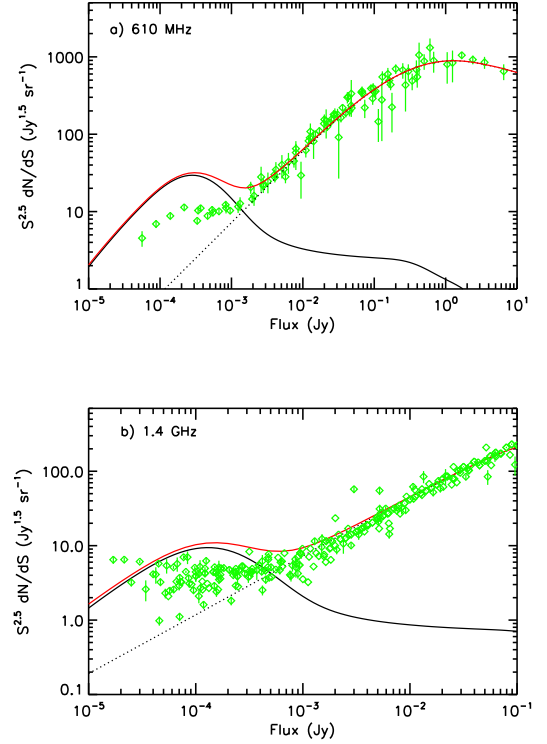 a) 610 MHz
S^2.5 dN/dS (Jy^1.5 sr^−1)
1000
100
10
1
10^−5 10^−4 10^−3 10^−2 10^−1 10^0 10^1
Flux (Jy)
b) 1.4 GHz
S^2.5 dN/dS (Jy^1.5 sr^−1)
100.0
10.0
1.0
0.1
10^−5 10^−4 10^−3 10^−2 10^−1
Flux (Jy)